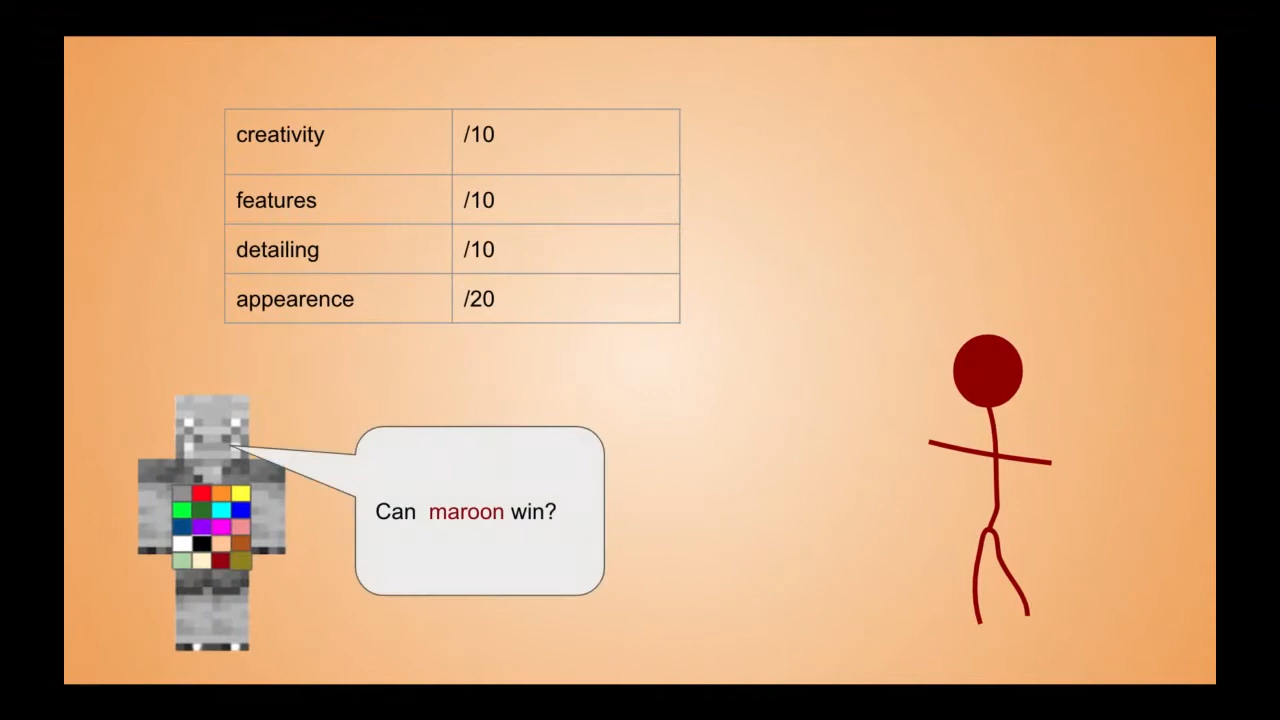 creativity /10
features /10
detailing /10
appearence /20
Can maroon win?